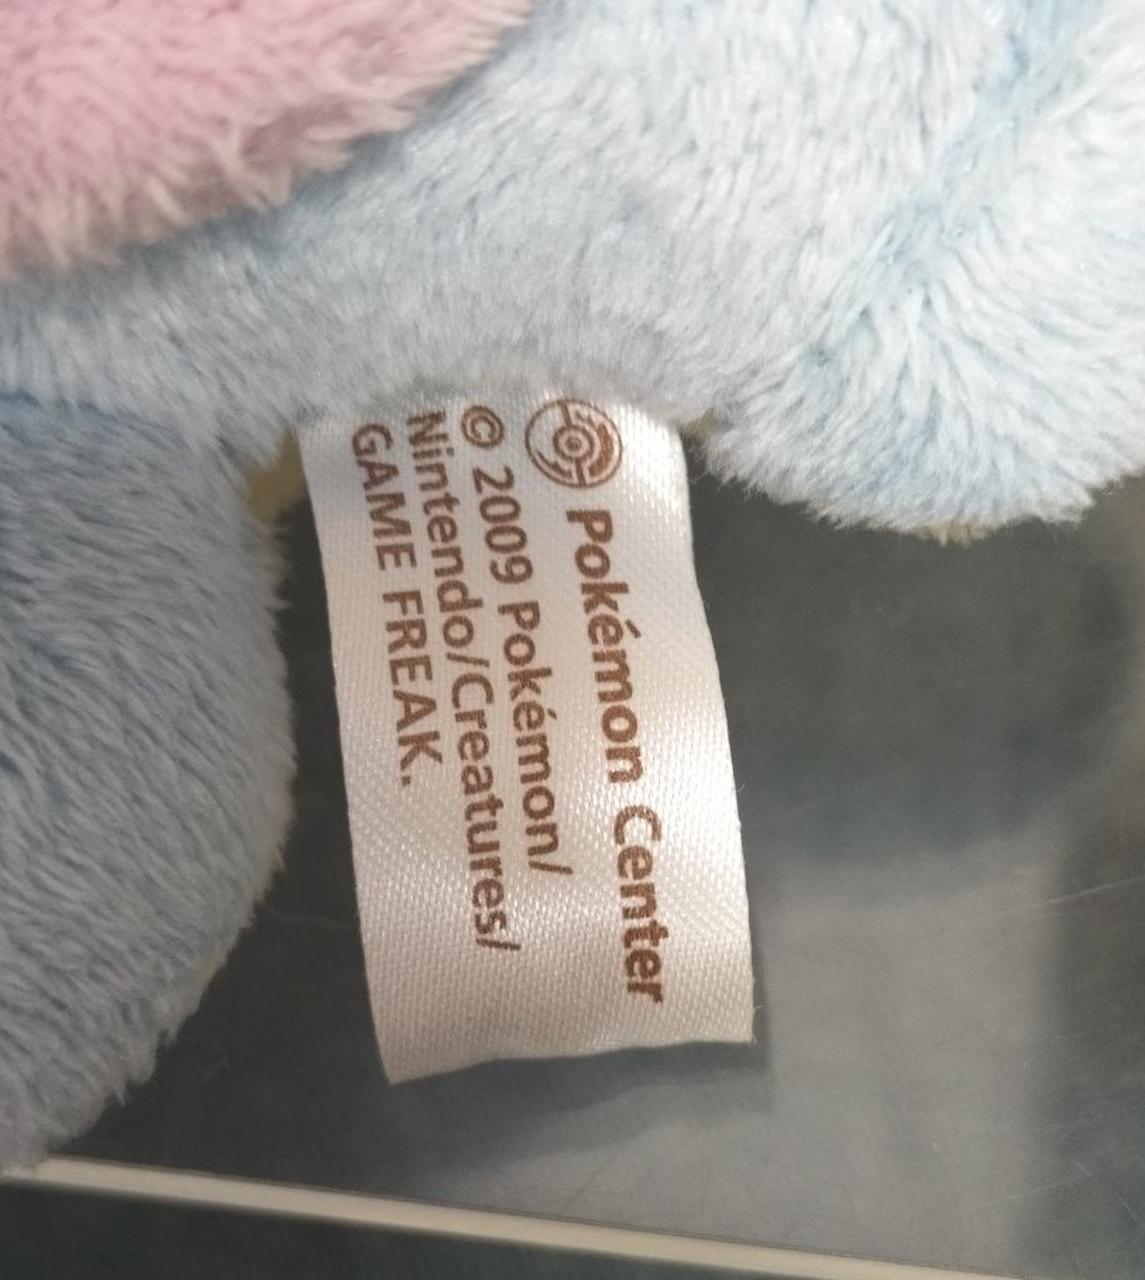 Pokémon Center
© 2009 Pokémon/
Nintendo/Creatures/
GAME FREAK.